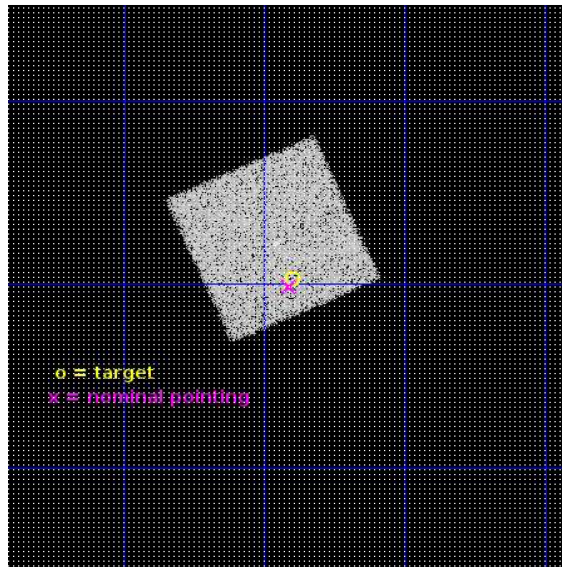 o = target
x = nominal pointing